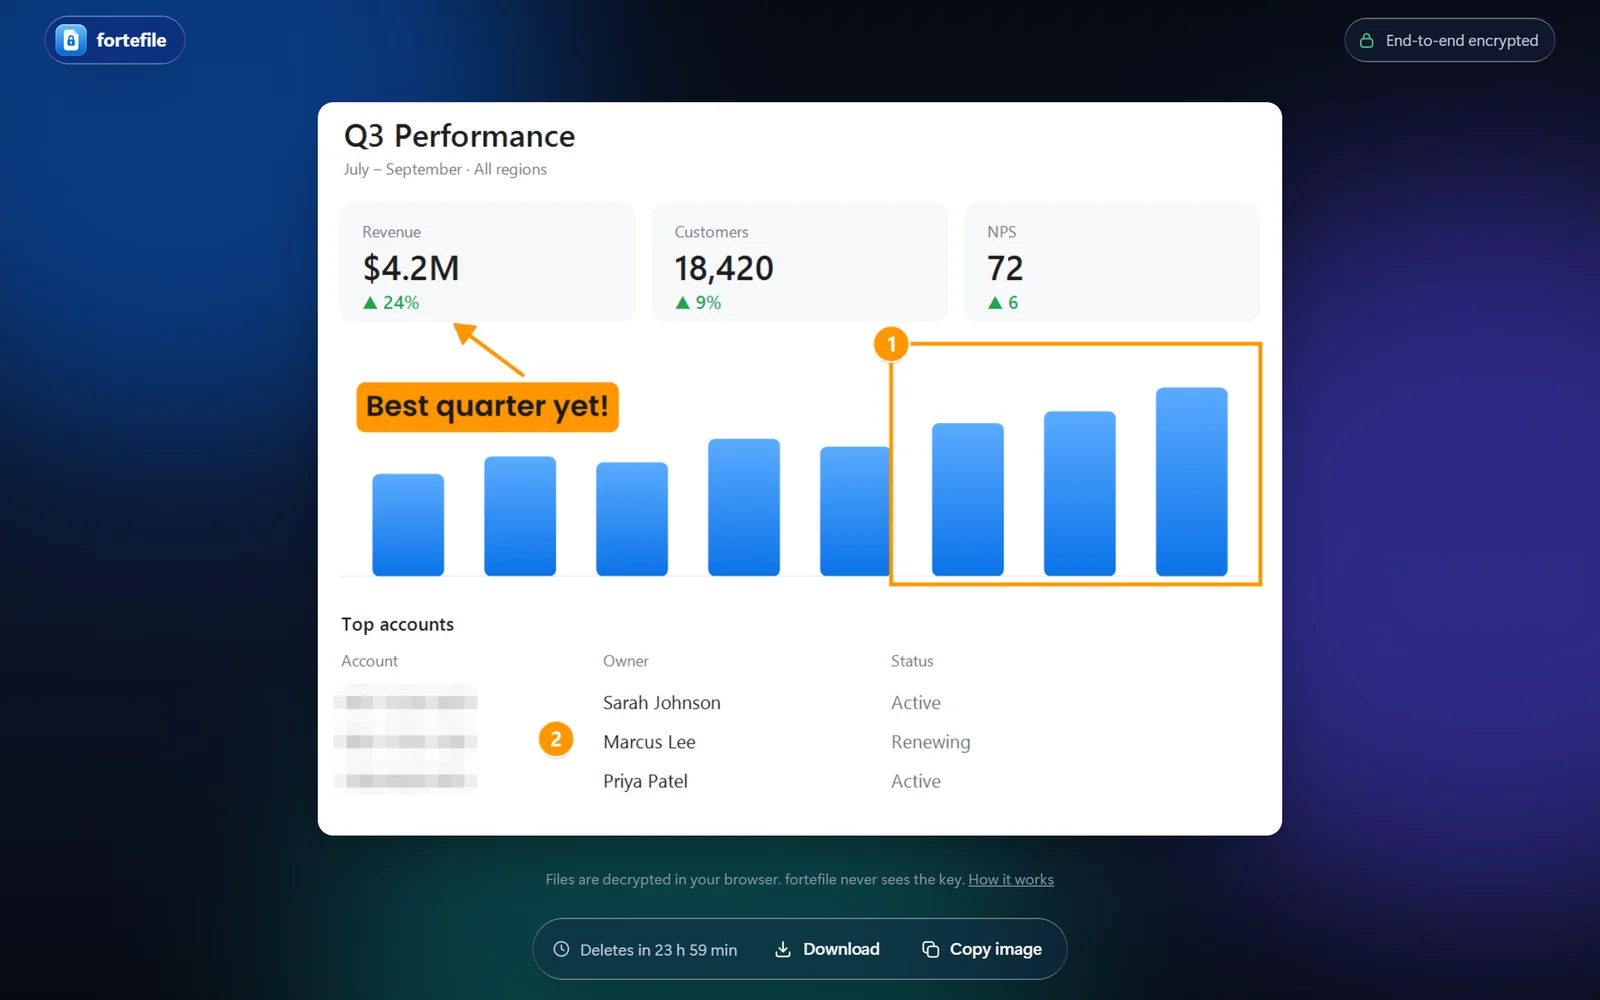 fortefile
End-to-end encrypted
Q3 Performance
July – September · All regions
Revenue
$4.2M
▲ 24%
Customers
18,420
▲ 9%
NPS
72
▲ 6
1
Best quarter yet!
Top accounts
Account Owner Status
Sarah Johnson Active
2 Marcus Lee Renewing
Priya Patel Active
Files are decrypted in your browser. fortefile never sees the key. How it works
Deletes in 23 h 59 min Download Copy image